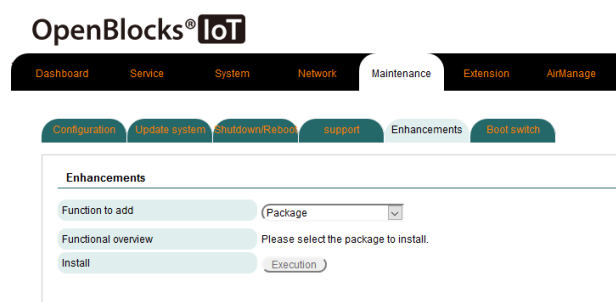 OpenBlocks® IoT
Dashboard Service System Network Maintenance Extension AirManage
Configuration Update system Shutdown/Reboot support Enhancements Boot switch
Enhancements
Function to add Package
Functional overview Please select the package to install.
Install Execution